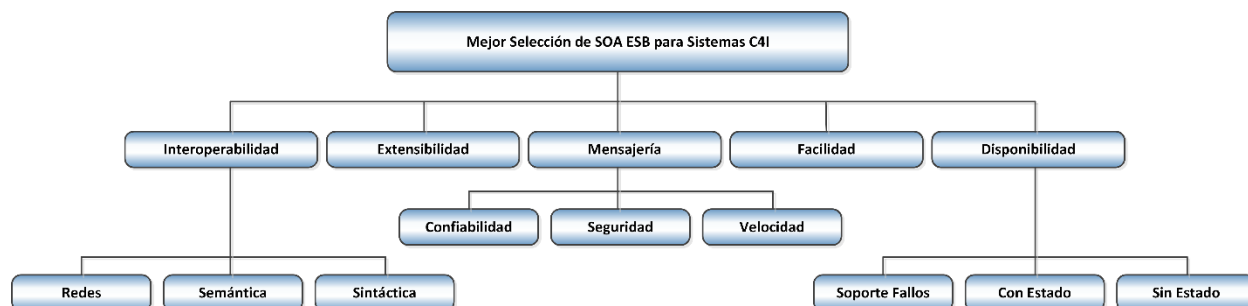 Mejor Selección de SOA ESB para Sistemas C4I
Interoperabilidad
Extensibilidad
Mensajería
Facilidad
Disponibilidad
Confiabilidad
Seguridad
Velocidad
Redes
Semántica
Sintáctica
Soporte Fallos
Con Estado
Sin Estado